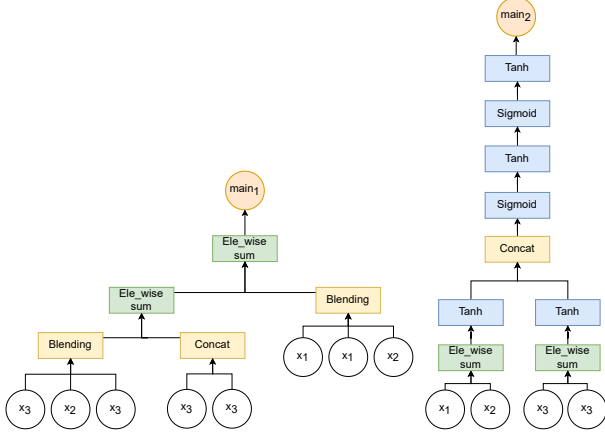 main₂
Tanh
Sigmoid
Tanh
Sigmoid
Concat
Tanh
Tanh
Ele_wise
sum
Ele_wise
sum
x₁
x₂
x₃
x₃
main₁
Ele_wise
sum
Ele_wise
sum
Blending
Blending
Concat
x₁
x₁
x₂
x₃
x₂
x₃
x₃
x₃